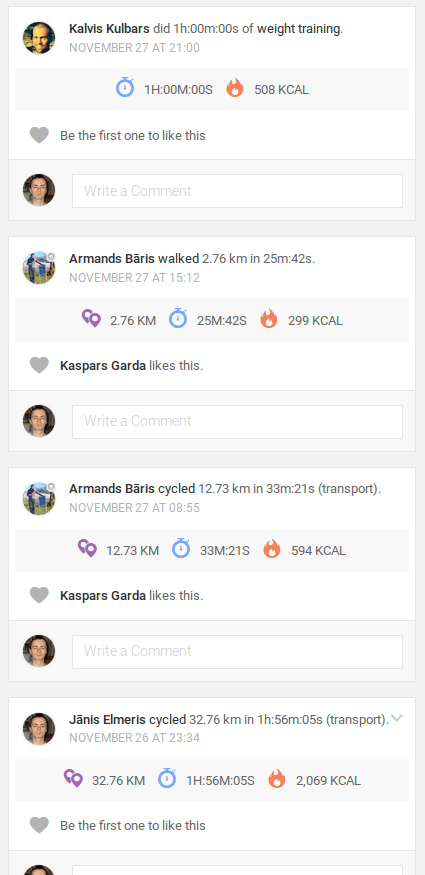 Kalvis Kulbars did 1h:00m:00s of weight training.
NOVEMBER 27 AT 21:00
1H:00M:00S 508 KCAL
Be the first one to like this
Write a Comment
Armands Bāris walked 2.76 km in 25m:42s.
NOVEMBER 27 AT 15:12
2.76 KM 25M:42S 299 KCAL
Kaspars Garda likes this.
Write a Comment
Armands Bāris cycled 12.73 km in 33m:21s (transport).
NOVEMBER 27 AT 08:55
12.73 KM 33M:21S 594 KCAL
Kaspars Garda likes this.
Write a Comment
Jānis Elmeris cycled 32.76 km in 1h:56m:05s (transport).
NOVEMBER 26 AT 23:34
32.76 KM 1H:56M:05S 2,069 KCAL
Be the first one to like this